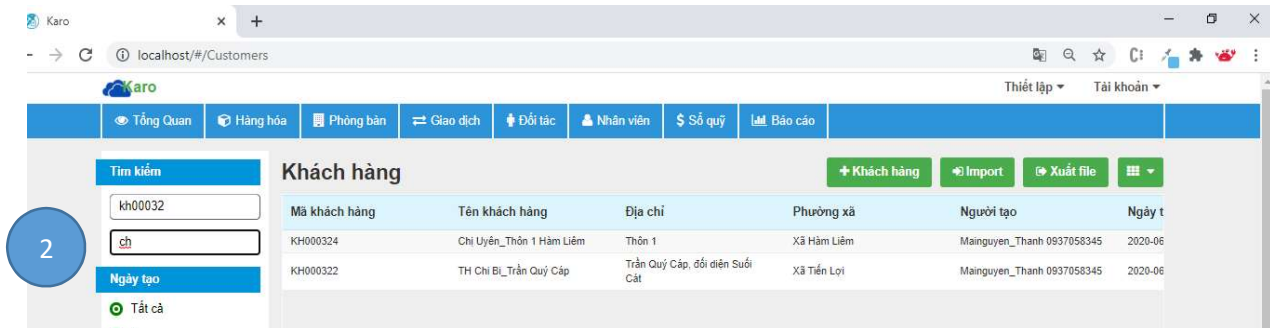 Karo
localhost/#/Customers
Karo
Thiết lập Tài khoản
Tổng Quan Hàng hóa Phòng bàn Giao dịch Đối tác Nhân viên $ Sổ quỹ Báo cáo
Tìm kiếm
Khách hàng
+ Khách hàng Import Xuất file
kh00032
Mã khách hàng Tên khách hàng Địa chỉ Phường xã Người tạo Ngày t
2
ch
KH000324 Chị Uyên_Thôn 1 Hàm Liêm Thôn 1 Xã Hàm Liêm Mainguyen_Thanh 0937058345 2020-06
KH000322 TH Chi Bi_Trần Quý Cáp Trần Quý Cáp, đối diện Suối Cát Xã Tiến Lợi Mainguyen_Thanh 0937058345 2020-06
Ngày tạo
Tất cả